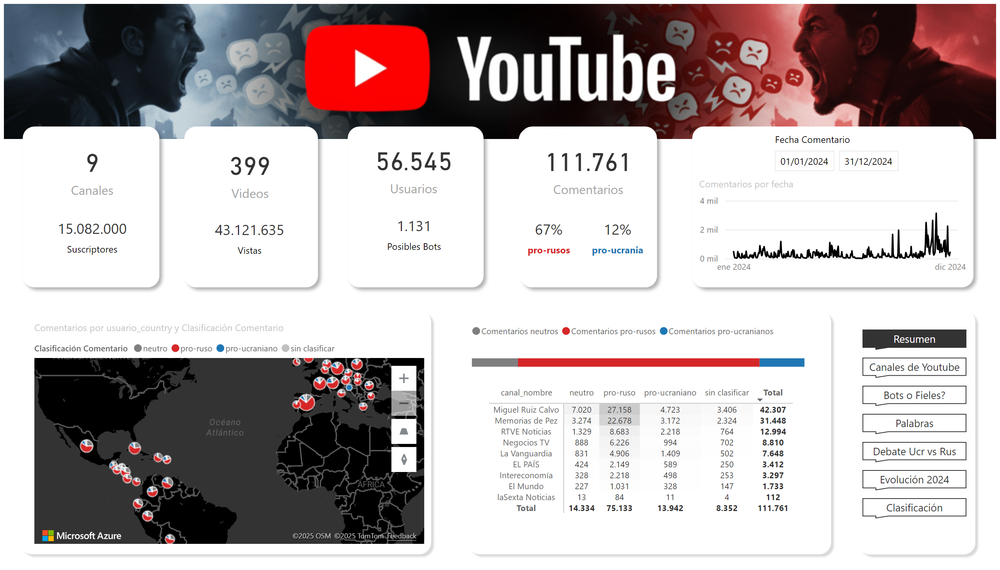 YouTube
9
Canales
15.082.000
Suscriptores
399
Videos
43.121.635
Vistas
56.545
Usuarios
1.131
Posibles Bots
111.761
Comentarios
67% 12%
pro-rusos pro-ucrania
Fecha Comentario
01/01/2024 31/12/2024
Comentarios por fecha
4 mil
2 mil
0 mil
ene 2024 dic 2024
Comentarios por usuario_country y Clasificación Comentario
Clasificación Comentario neutro pro-ruso pro-ucraniano sin clasificar
AMÉRICA DEL NORTE
Océano
Atlántico
ÁFRICA
Microsoft Azure
©2025 OSM ©2025 TomTom Feedback
Comentarios neutros Comentarios pro-rusos Comentarios pro-ucranianos
canal_nombre neutro pro-ruso pro-ucraniano sin clasificar Total
Miguel Ruiz Calvo 7.020 27.158 4.723 3.406 42.307
Memorias de Pez 3.274 22.678 3.172 2.324 31.448
RTVE Noticias 1.329 8.683 2.218 764 12.994
Negocios TV 888 6.226 994 702 8.810
La Vanguardia 831 4.906 1.409 502 7.648
EL PAÍS 424 2.149 589 250 3.412
Intereconomía 328 2.218 498 253 3.297
El Mundo 227 1.031 328 147 1.733
laSexta Noticias 13 84 11 4 112
Total 14.334 75.133 13.942 8.352 111.761
Resumen
Canales de Youtube
Bots o Fieles?
Palabras
Debate Ucr vs Rus
Evolución 2024
Clasificación